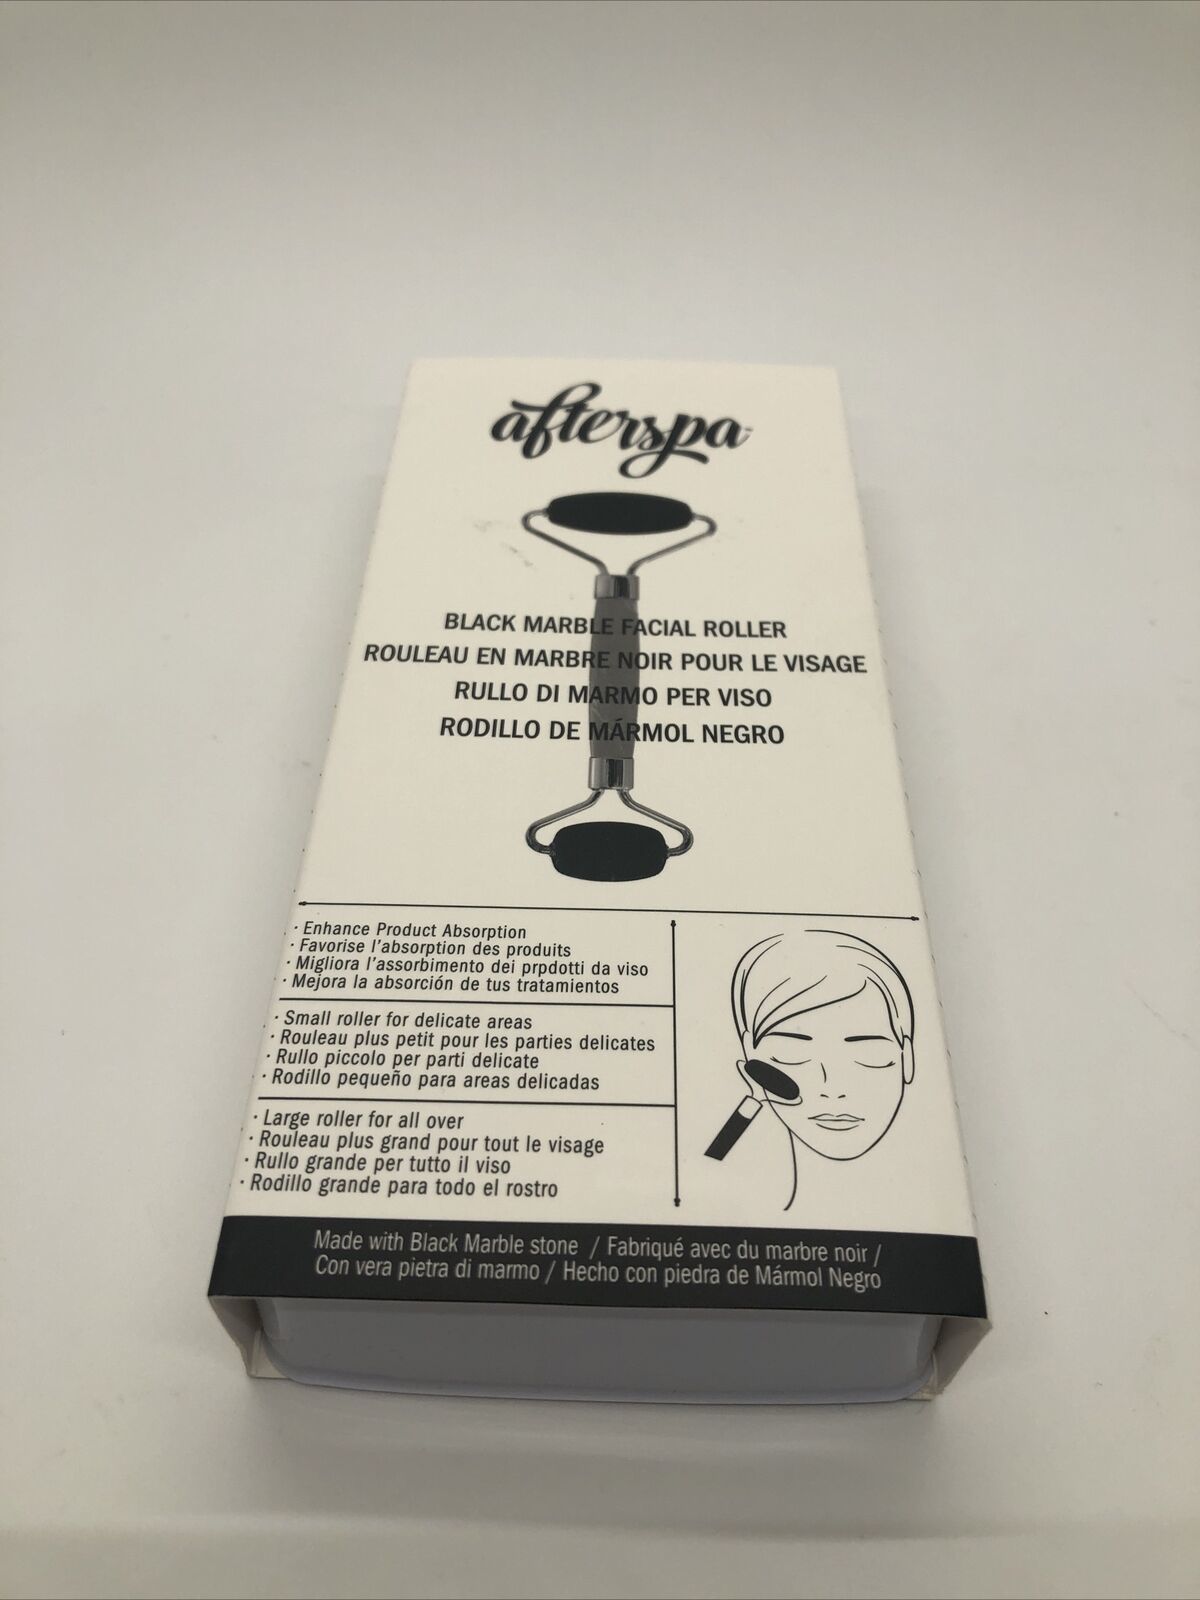 afterspa
BLACK MARBLE FACIAL ROLLER
ROULEAU EN MARBRE NOIR POUR LE VISAGE
RULLO DI MARMO PER VISO
RODILLO DE MÁRMOL NEGRO
· Enhance Product Absorption
· Favorise l'absorption des produits
· Migliora l'assorbimento dei prpdotti da viso
· Mejora la absorción de tus tratamientos
· Small roller for delicate areas
· Rouleau plus petit pour les parties delicates
· Rullo piccolo per parti delicate
· Rodillo pequeño para areas delicadas
· Large roller for all over
· Rouleau plus grand pour tout le visage
· Rullo grande per tutto il viso
· Rodillo grande para todo el rostro
Made with Black Marble stone / Fabriqué avec du marbre noir /
Con vera pietra di marmo / Hecho con piedra de Mármol Negro